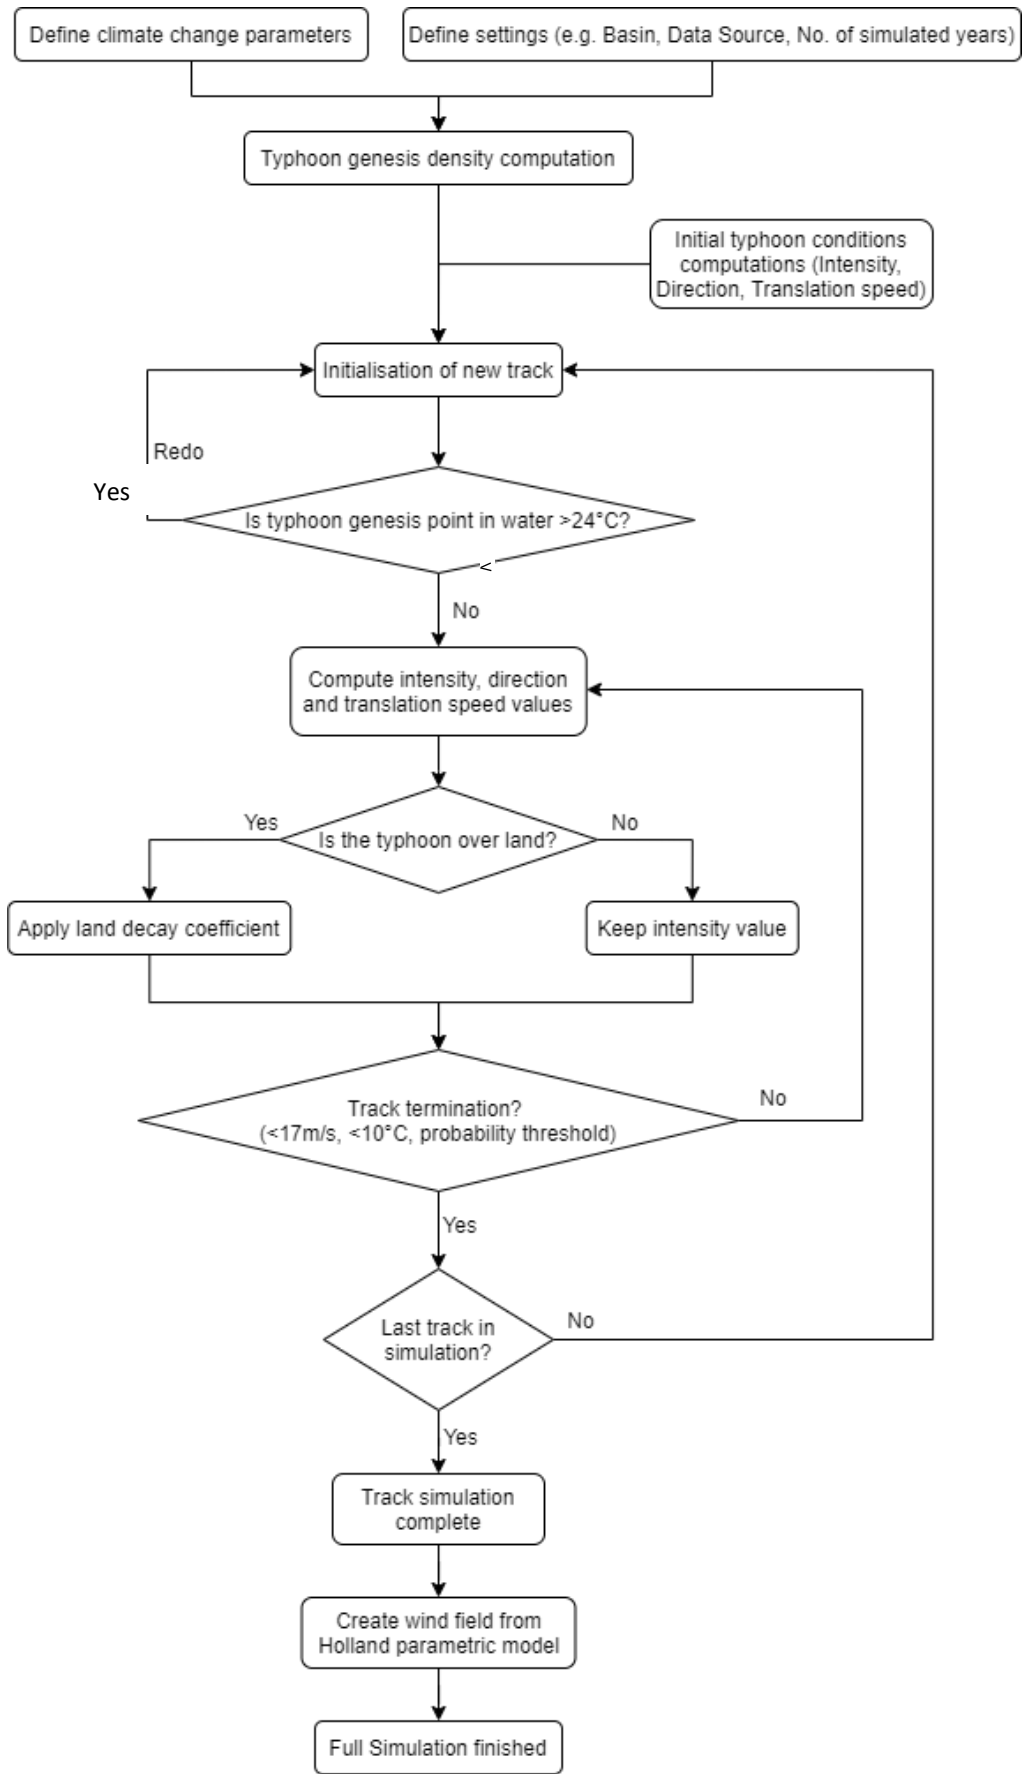 Define climate change parameters
Define settings (e.g. Basin, Data Source, No. of simulated years)
Typhoon genesis density computation
Initial typhoon conditions
computations (Intensity,
Direction, Translation speed)
Initialisation of new track
Redo
Yes
Is typhoon genesis point in water >24°C?
<
No
Compute intensity, direction
and translation speed values
Yes
Is the typhoon over land?
No
Apply land decay coefficient
Keep intensity value
Track termination?
(<17m/s, <10°C, probability threshold)
No
Yes
Last track in
simulation?
No
Yes
Track simulation
complete
Create wind field from
Holland parametric model
Full Simulation finished